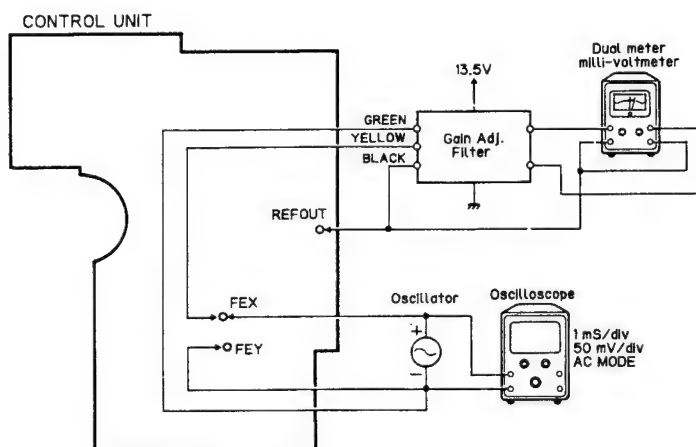 CONTROL UNIT
Dual meter
milli-voltmeter
13.5V
GREEN
YELLOW
BLACK
Gain Adj.
Filter
REFOUT
FEX
FEY
Oscillator
+
−
Oscilloscope
1 mS/div
50 mV/div
AC MODE